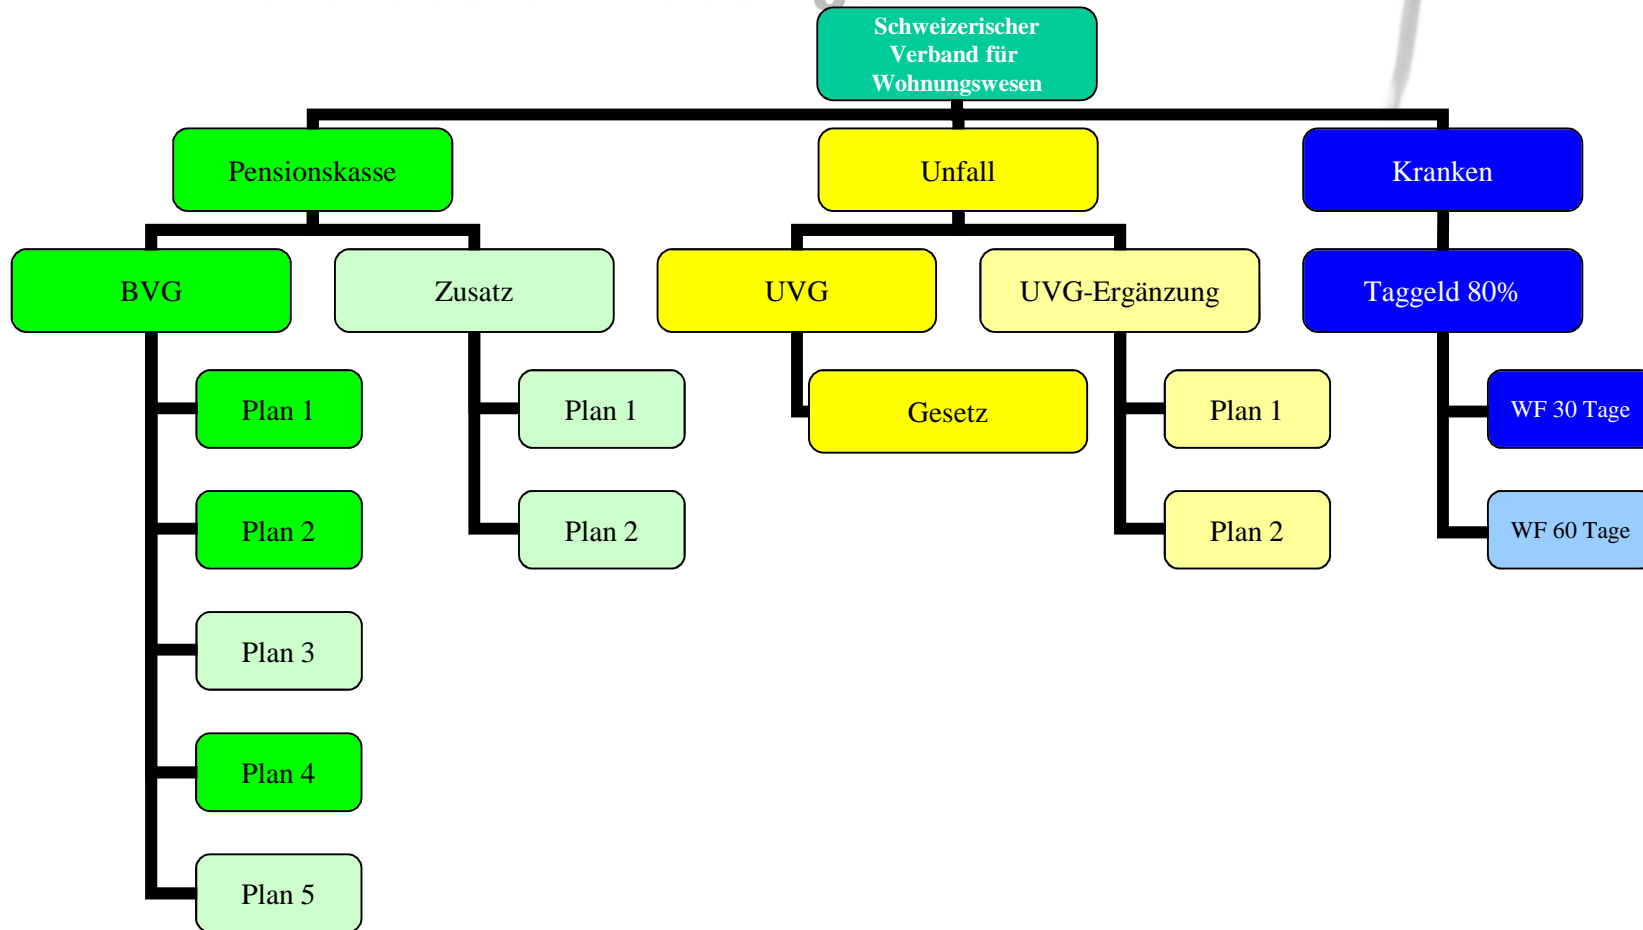 Schweizerischer
Verband für
Wohnungswesen
Pensionskasse
Unfall
Kranken
BVG
Zusatz
UVG
UVG-Ergänzung
Taggeld 80%
Plan 1
Plan 1
Gesetz
Plan 1
WF 30 Tage
Plan 2
Plan 2
Plan 2
WF 60 Tage
Plan 3
Plan 4
Plan 5